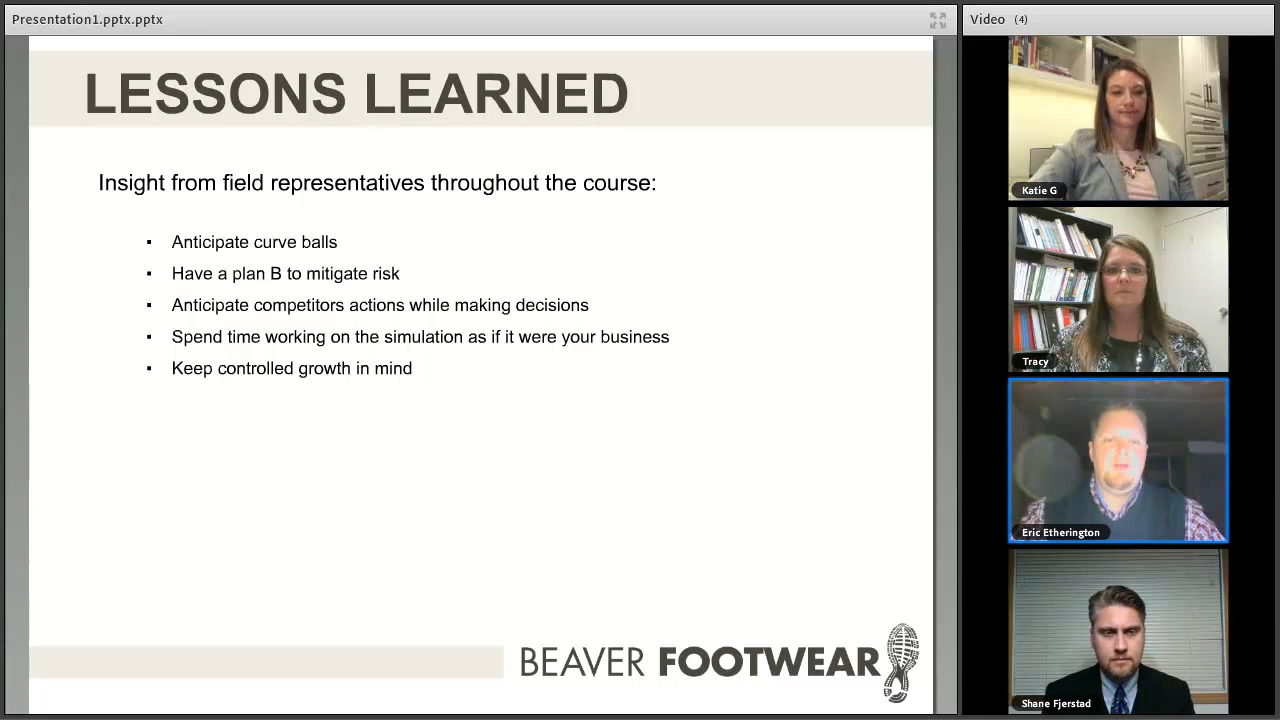 Presentation1.pptx.pptx
Video (4)
LESSONS LEARNED
Insight from field representatives throughout the course:
▪ Anticipate curve balls
▪ Have a plan B to mitigate risk
▪ Anticipate competitors actions while making decisions
▪ Spend time working on the simulation as if it were your business
▪ Keep controlled growth in mind
BEAVER FOOTWEAR
Katie G
Tracy
Eric Etherington
Shane Fjerstad